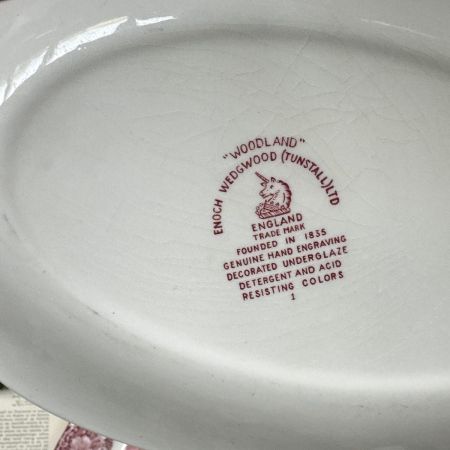 "WOODLAND"
ENOCH WEDGWOOD (TUNSTALL) LTD
ENGLAND
TRADE MARK
FOUNDED IN 1835
GENUINE HAND ENGRAVING
DECORATED UNDERGLAZE
DETERGENT AND ACID
RESISTING COLORS
1